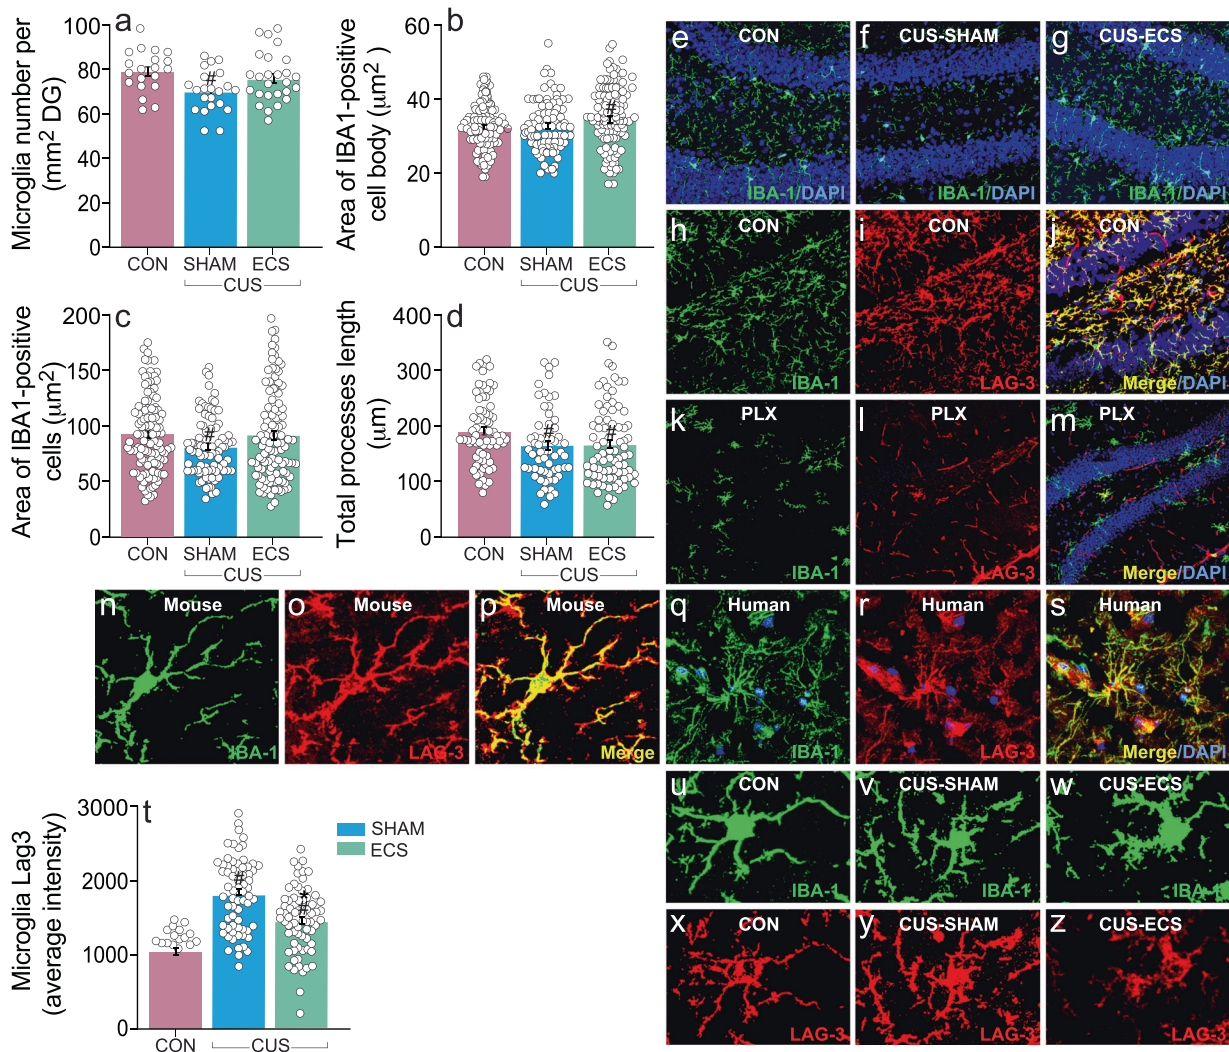 a
Microglia number per
(mm2 DG)
100
80
60
40
20
0
#
CON
SHAM
ECS
CUS
b
Area of IBA1-positive
cell body (μm2)
60
40
20
0
#
CON
SHAM
ECS
CUS
c
Area of IBA1-positive
cells (μm2)
200
150
100
50
0
#
CON
SHAM
ECS
CUS
d
Total processes length
(μm)
400
300
200
100
0
#
#
CON
SHAM
ECS
CUS
e
CON
IBA-1/DAPI
f
CUS-SHAM
IBA-1/DAPI
g
CUS-ECS
IBA-1/DAPI
h
CON
IBA-1
i
CON
LAG-3
j
CON
Merge/DAPI
k
PLX
IBA-1
l
PLX
LAG-3
m
PLX
Merge/DAPI
n
Mouse
IBA-1
o
Mouse
LAG-3
p
Mouse
Merge
q
Human
IBA-1
r
Human
LAG-3
s
Human
Merge/DAPI
t
Microglia Lag3
(average intensity)
3000
2000
1000
0
#
*
#
SHAM
ECS
CON
CUS
u
CON
IBA-1
v
CUS-SHAM
IBA-1
w
CUS-ECS
IBA-1
x
CON
LAG-3
y
CUS-SHAM
LAG-3
z
CUS-ECS
LAG-3